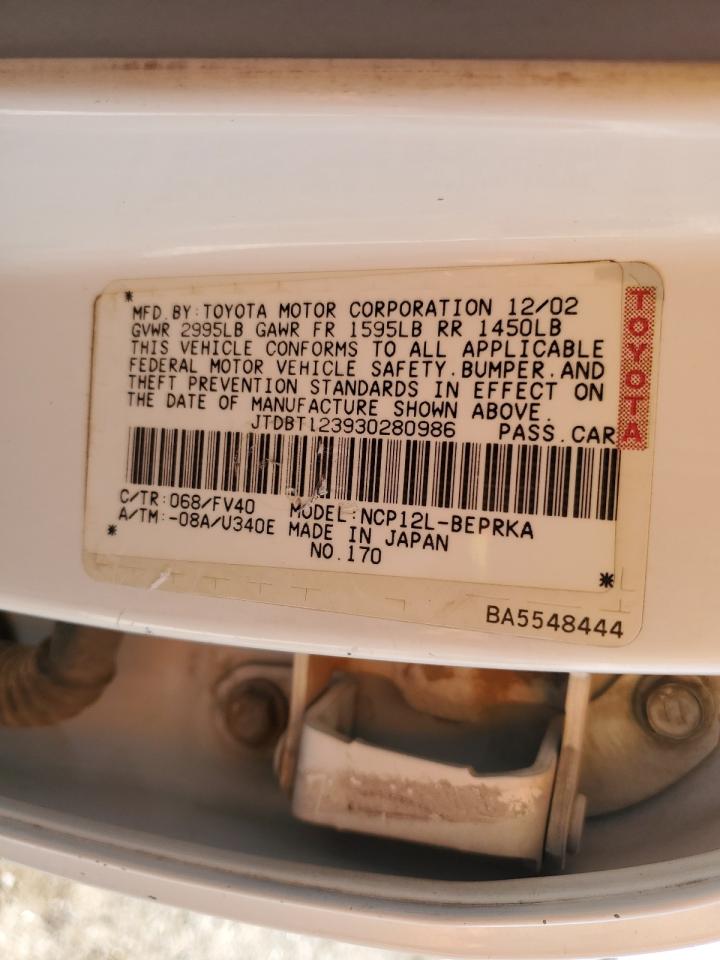 * MFD.BY:TOYOTA MOTOR CORPORATION 12/02
GVWR 2995LB GAWR FR 1595LB RR 1450LB
THIS VEHICLE CONFORMS TO ALL APPLICABLE
FEDERAL MOTOR VEHICLE SAFETY.BUMPER.AND
THEFT PREVENTION STANDARDS IN EFFECT ON
THE DATE OF MANUFACTURE SHOWN ABOVE.
JTDBT123930280986 PASS.CAR
C/TR:068/FV40 MODEL:NCP12L-BEPRKA
A/TM:-08A/U340E MADE IN JAPAN
* NO.170 *
BA5548444
TOYOTA